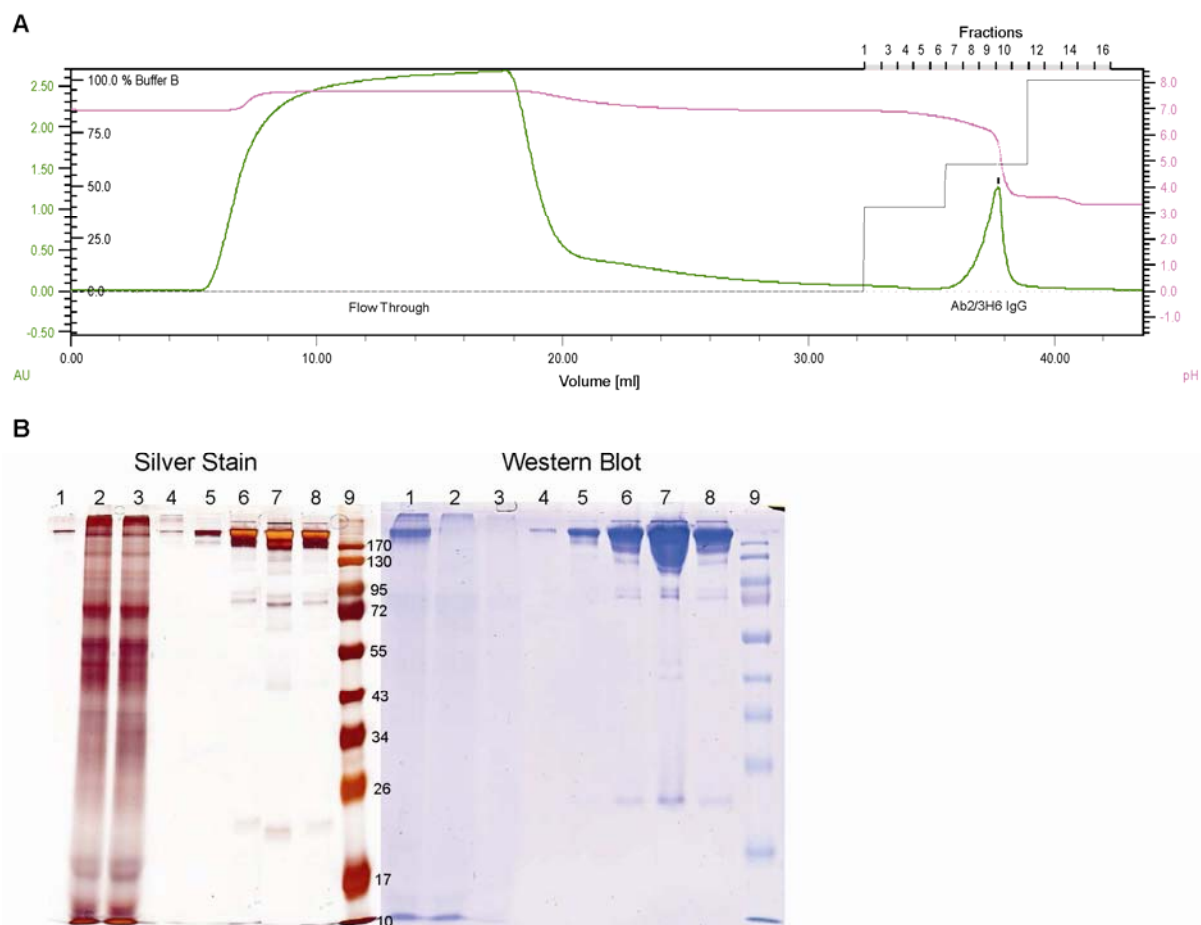 A
Fractions
1 3 4 5 6 7 8 9 10 12 14 16
100.0 % Buffer B
2.50 8.0
7.0
2.00 75.0 6.0
1.50 5.0
50.0 4.0
1.00 3.0
25.0 2.0
0.50 1.0
0.00 0.0 0.0
Flow Through Ab2/3H6 IgG
-0.50 -1.0
0.00 10.00 20.00 30.00 40.00
AU Volume [ml] pH
B
Silver Stain Western Blot
1 2 3 4 5 6 7 8 9 1 2 3 4 5 6 7 8 9
170
130
95
72
55
43
34
26
17
10